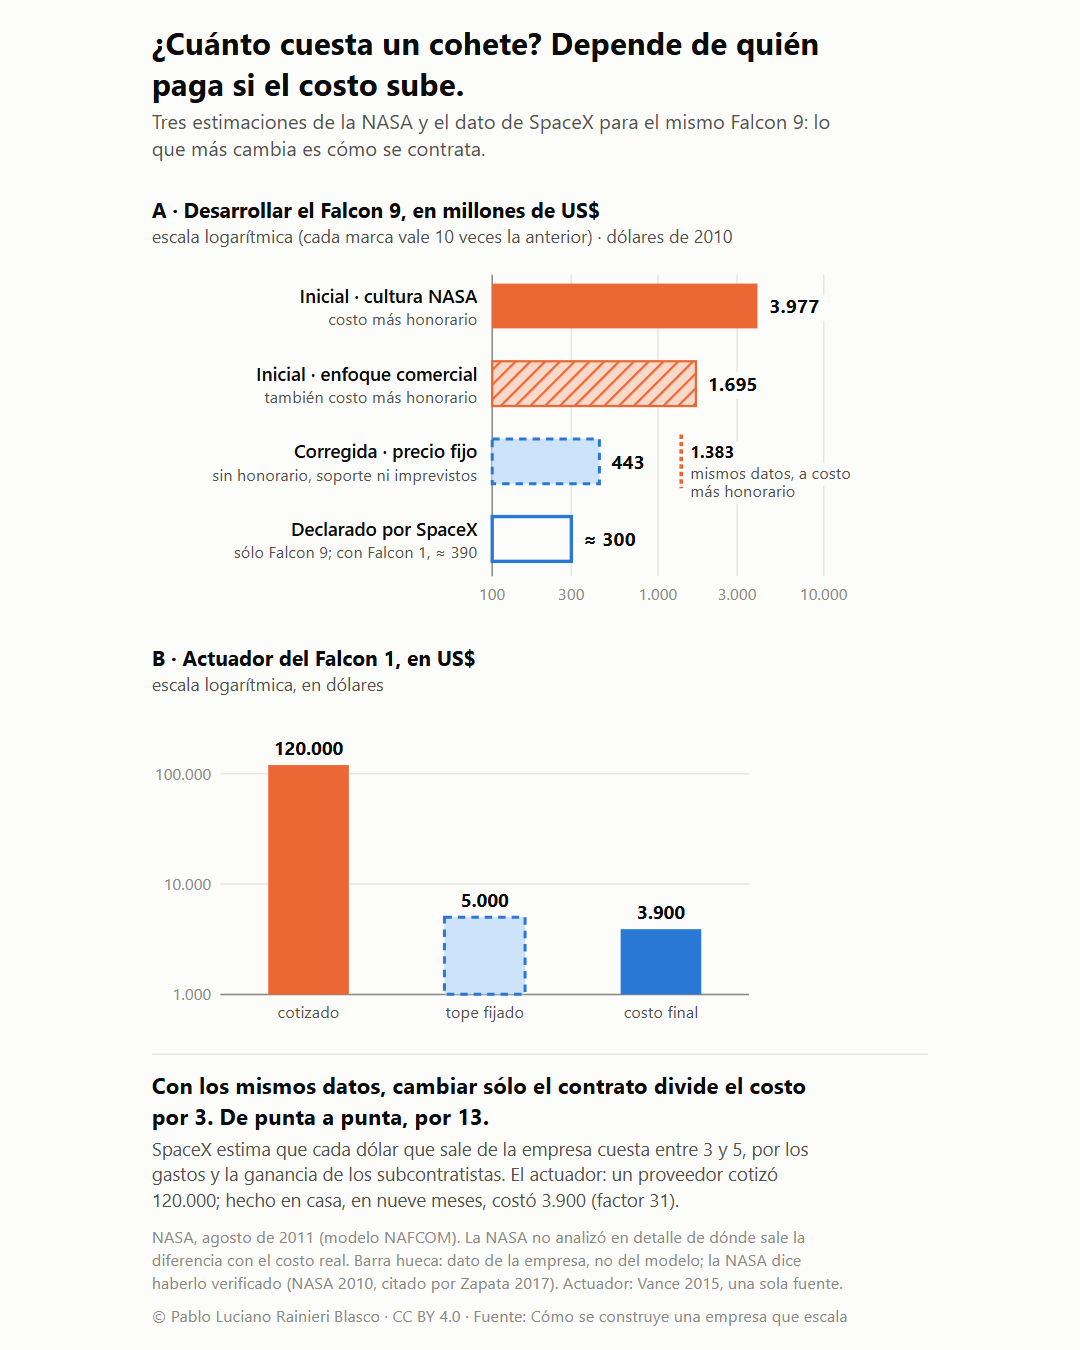 ¿Cuánto cuesta un cohete? Depende de quién
paga si el costo sube.
Tres estimaciones de la NASA y el dato de SpaceX para el mismo Falcon 9: lo
que más cambia es cómo se contrata.
A · Desarrollar el Falcon 9, en millones de US$
escala logarítmica (cada marca vale 10 veces la anterior) · dólares de 2010
Inicial · cultura NASA
costo más honorario
3.977
Inicial · enfoque comercial
también costo más honorario
1.695
Corregida · precio fijo
sin honorario, soporte ni imprevistos
443
1.383
mismos datos, a costo
más honorario
Declarado por SpaceX
sólo Falcon 9; con Falcon 1, ≈ 390
≈ 300
100 300 1.000 3.000 10.000
B · Actuador del Falcon 1, en US$
escala logarítmica, en dólares
100.000
10.000
1.000
120.000
5.000
3.900
cotizado tope fijado costo final
Con los mismos datos, cambiar sólo el contrato divide el costo
por 3. De punta a punta, por 13.
SpaceX estima que cada dólar que sale de la empresa cuesta entre 3 y 5, por los
gastos y la ganancia de los subcontratistas. El actuador: un proveedor cotizó
120.000; hecho en casa, en nueve meses, costó 3.900 (factor 31).
NASA, agosto de 2011 (modelo NAFCOM). La NASA no analizó en detalle de dónde sale la
diferencia con el costo real. Barra hueca: dato de la empresa, no del modelo; la NASA dice
haberlo verificado (NASA 2010, citado por Zapata 2017). Actuador: Vance 2015, una sola fuente.
© Pablo Luciano Rainieri Blasco · CC BY 4.0 · Fuente: Cómo se construye una empresa que escala